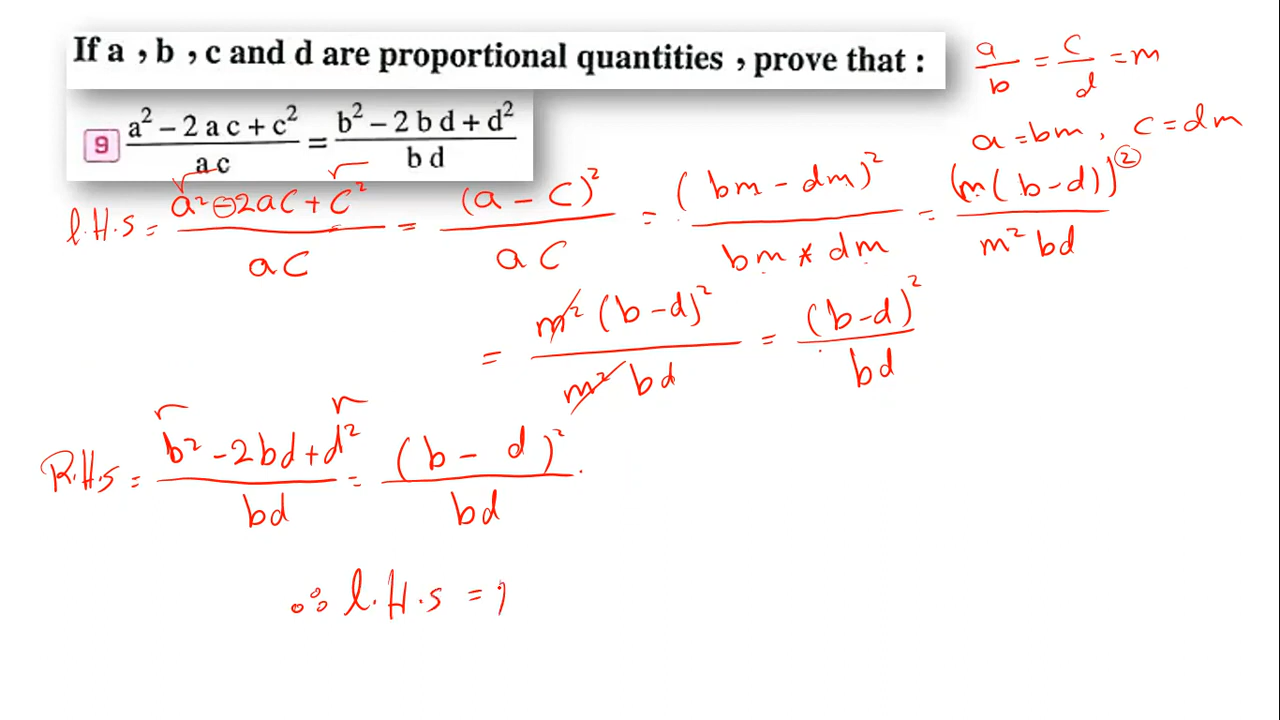 If a , b , c and d are proportional quantities , prove that :
a/b = c/d = m
9 (a² − 2 a c + c²)/(a c) = (b² − 2 b d + d²)/(b d)
a = bm , c = dm
L.H.S = (a² − 2ac + c²)/(ac) = (a − c)²/(ac) = (bm − dm)²/(bm * dm) = (m(b − d))²/(m² bd)
= m² (b − d)²/(m² bd) = (b − d)²/(bd)
R.H.S = (b² − 2bd + d²)/(bd) = (b − d)²/(bd)
∴ L.H.S =